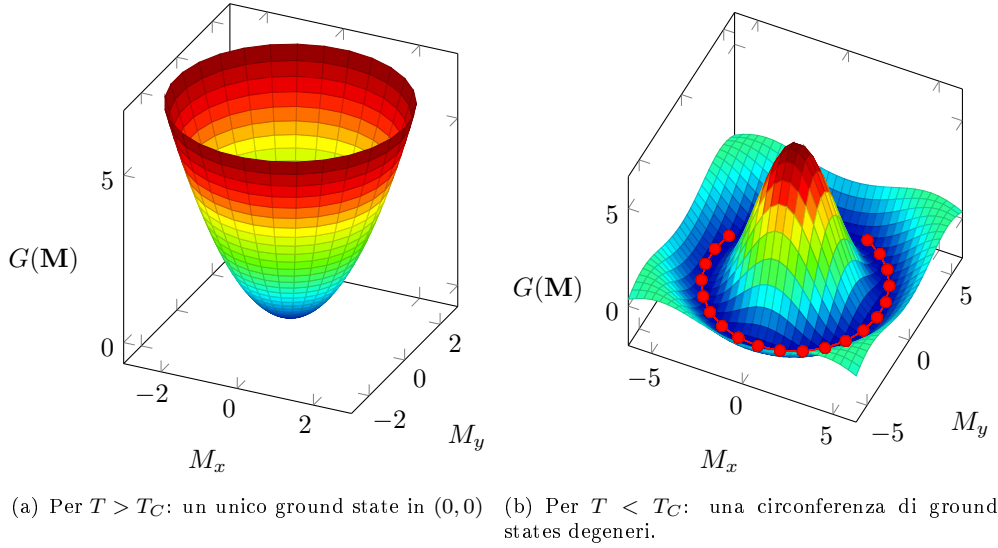 5
0
G(M)
−2
0
2
M_x
−2
0
2
M_y
5
0
G(M)
−5
0
5
M_x
−5
0
5
M_y
(a) Per T > T_C: un unico ground state in (0, 0)
(b) Per T < T_C: una circonferenza di ground
states degeneri.